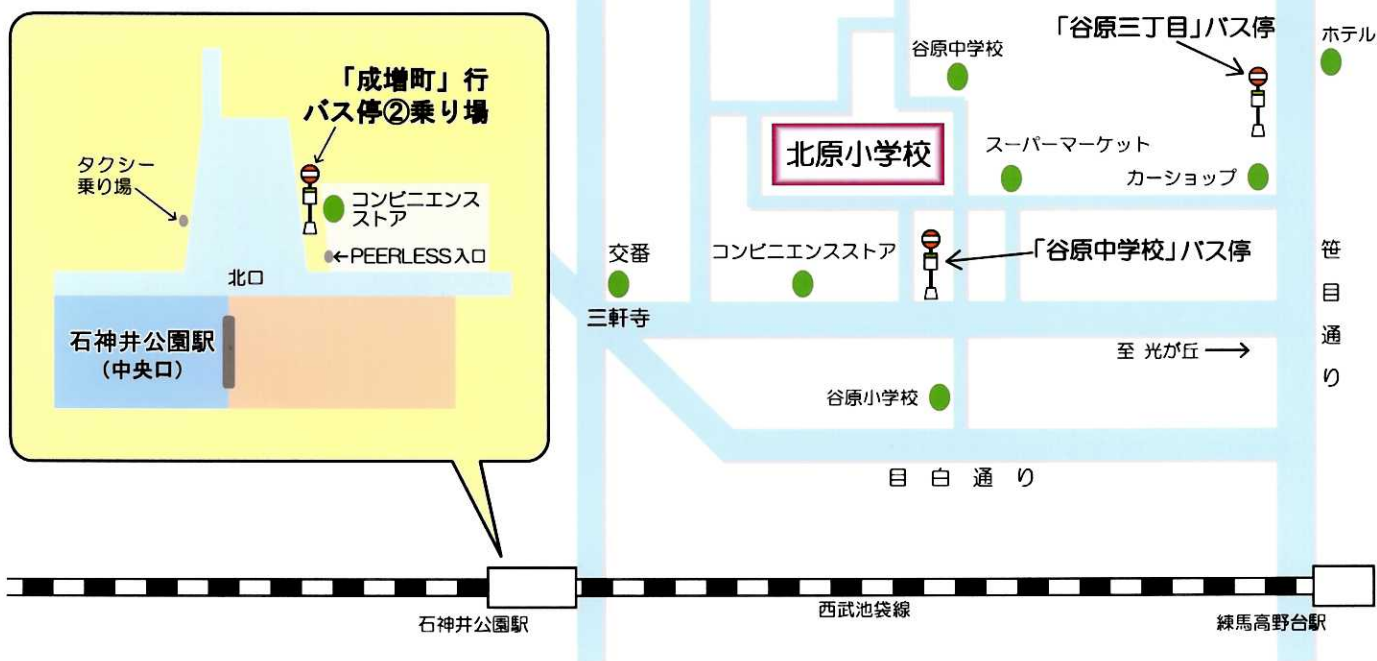 「成増町」行
バス停②乗り場
タクシー
乗り場
コンビニエンス
ストア
←PEERLESS入口
北口
石神井公園駅
(中央口)
谷原中学校
「谷原三丁目」バス停
ホテル
北原小学校
スーパーマーケット
カーショップ
交番
コンビニエンスストア
「谷原中学校」バス停
三軒寺
笹目通り
至 光が丘→
谷原小学校
目白通り
石神井公園駅
西武池袋線
練馬高野台駅